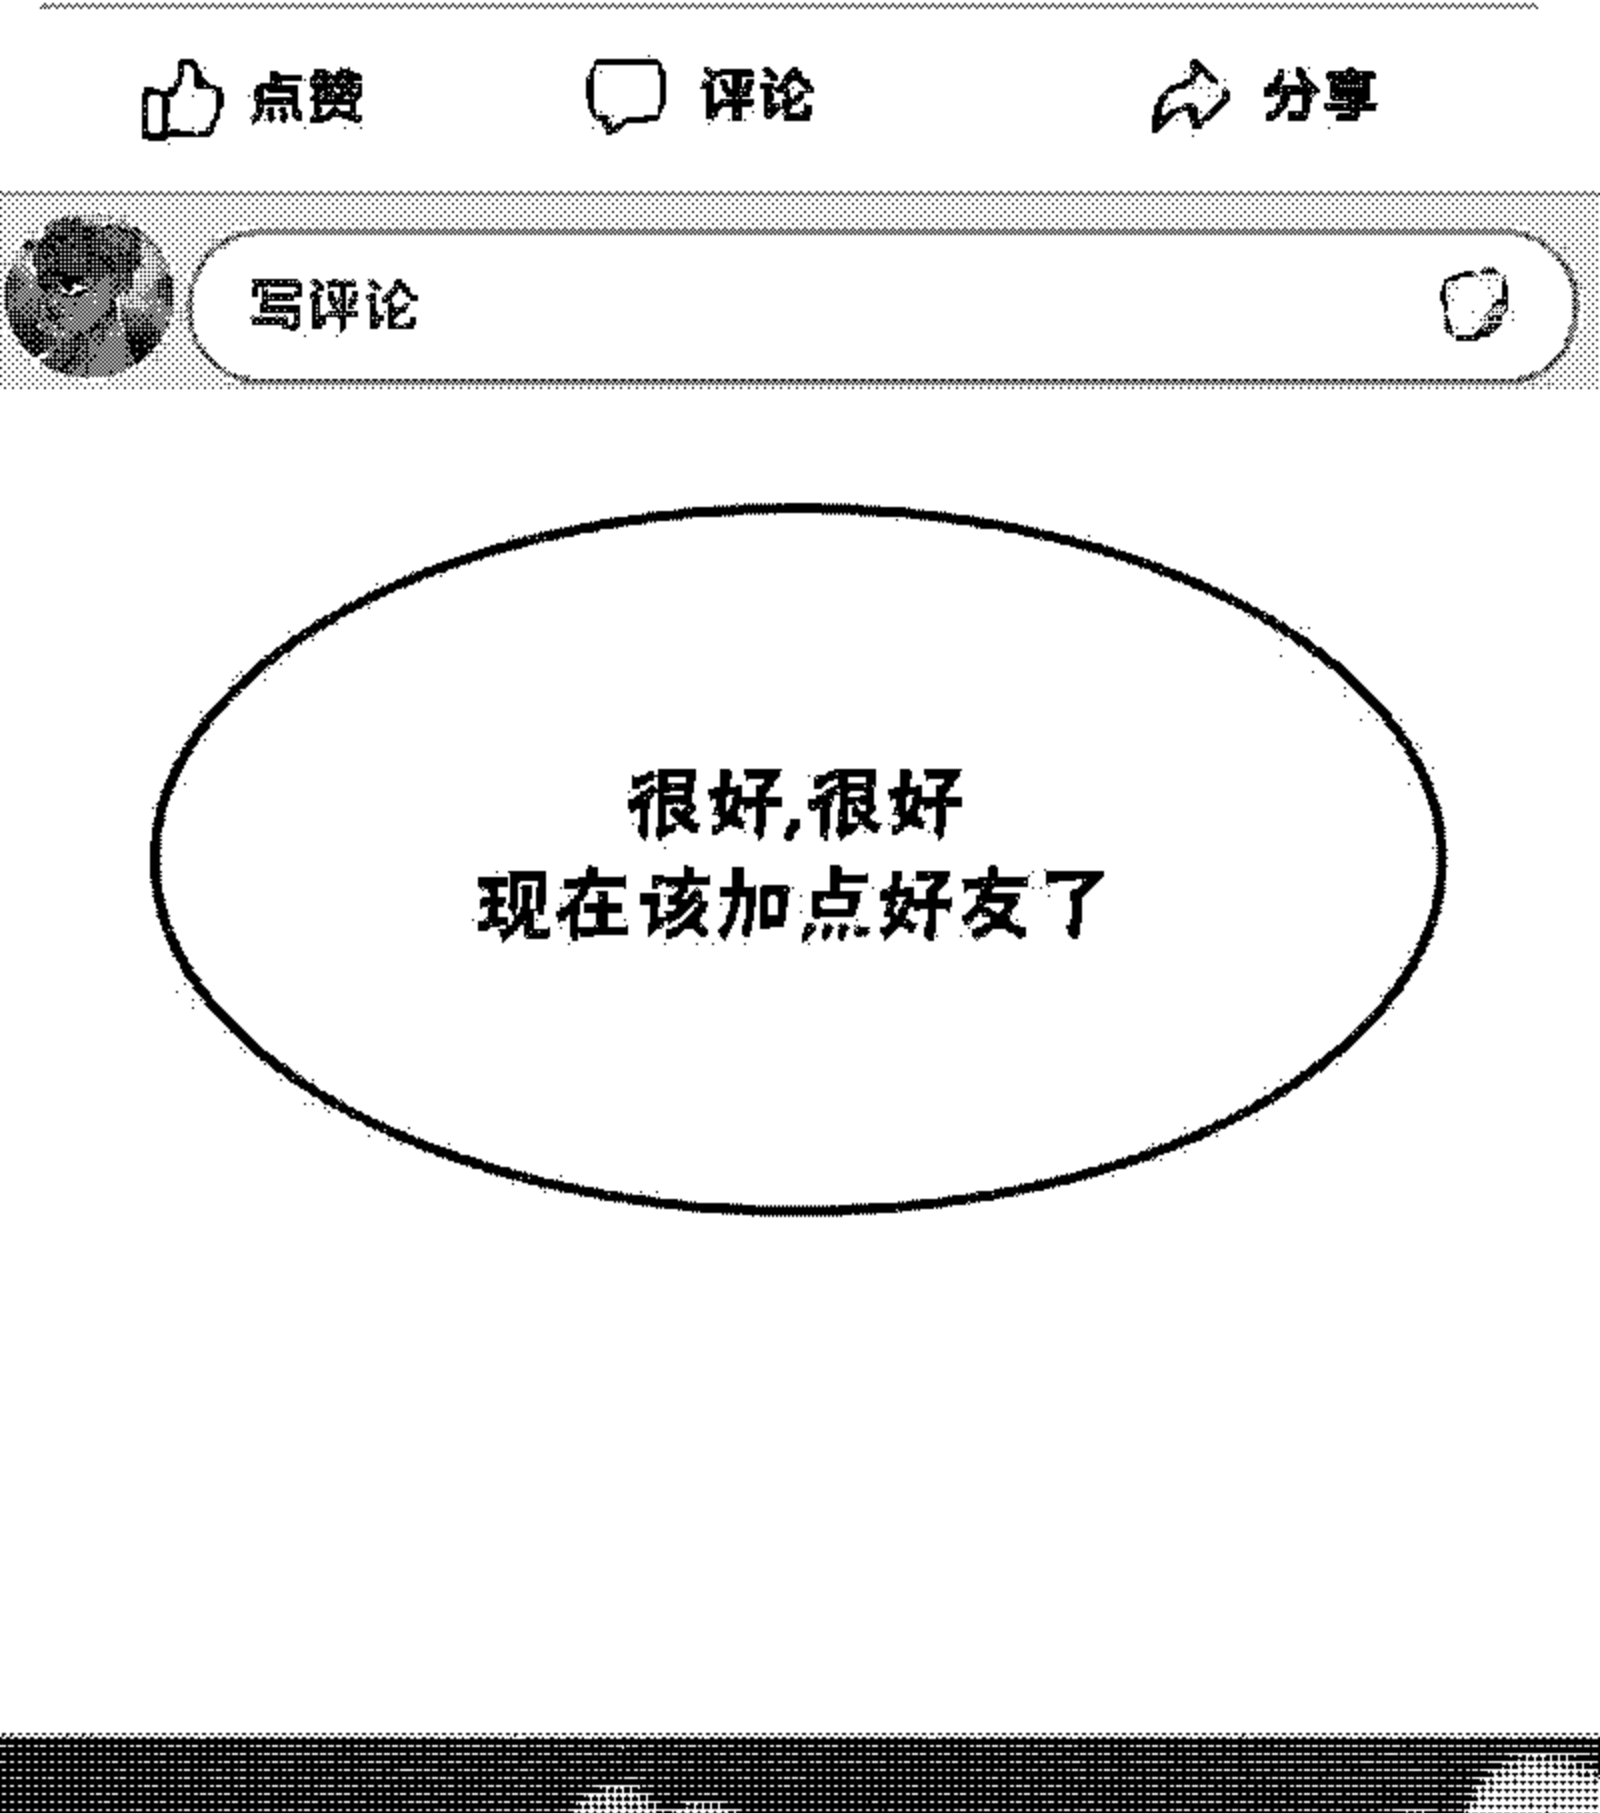 点赞 评论 分享
写评论
很好,很好
现在该加点好友了